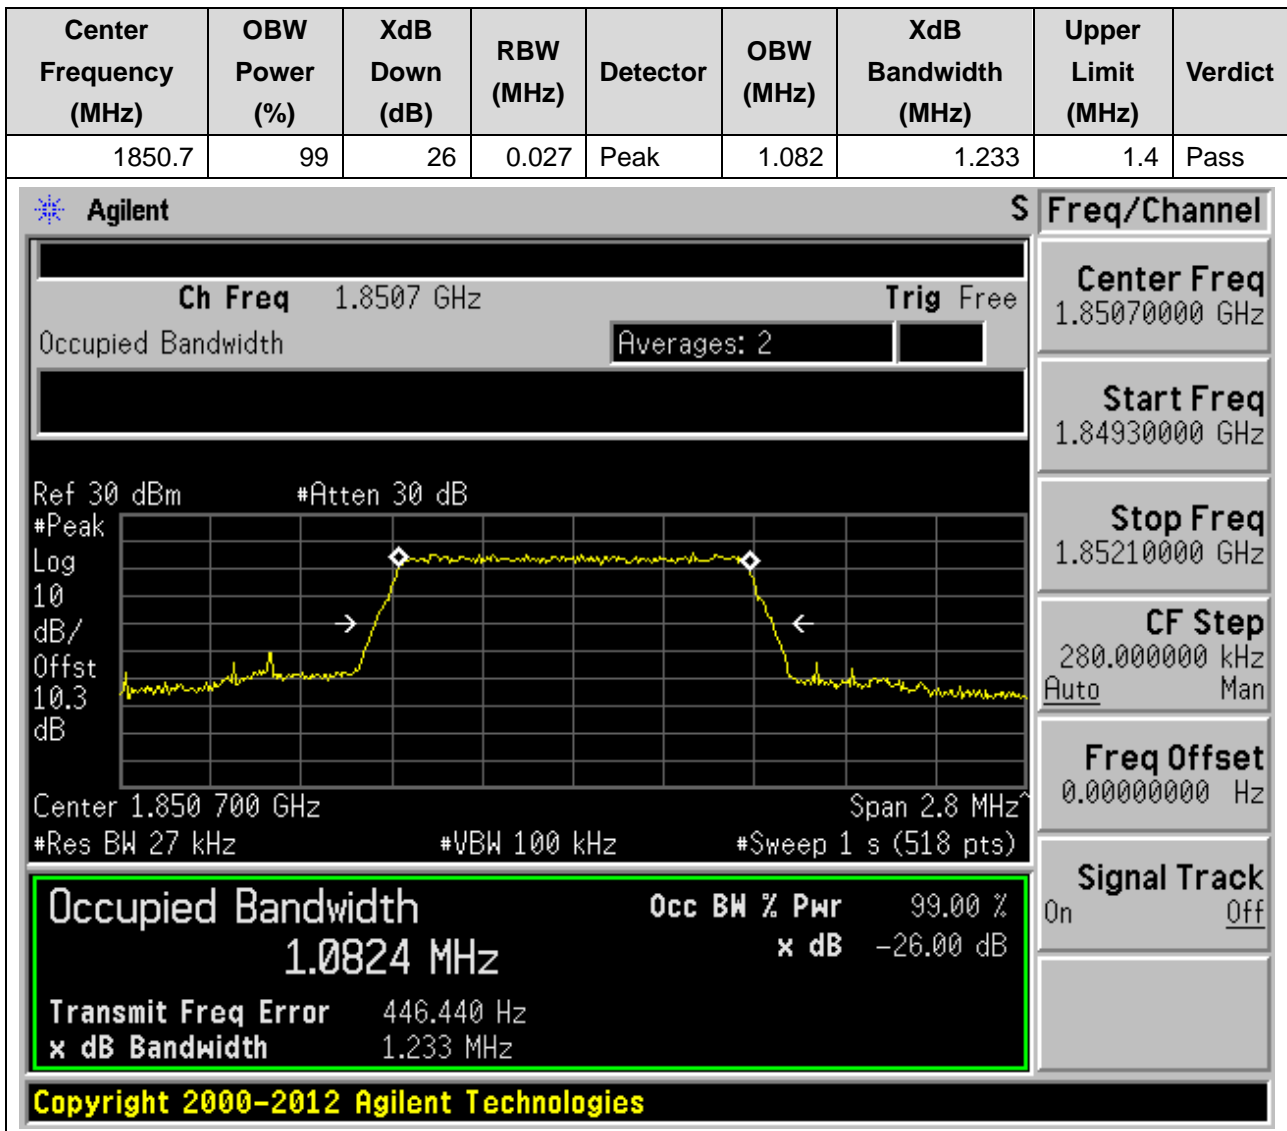 Center Frequency (MHz) OBW Power (%) XdB Down (dB) RBW (MHz) Detector OBW (MHz) XdB Bandwidth (MHz) Upper Limit (MHz) Verdict
1850.7 99 26 0.027 Peak 1.082 1.233 1.4 Pass
Agilent S Freq/Channel
Ch Freq 1.8507 GHz Trig Free
Occupied Bandwidth Averages: 2
Center Freq
1.85070000 GHz
Start Freq
1.84930000 GHz
Stop Freq
1.85210000 GHz
CF Step
280.000000 kHz
Auto Man
Freq Offset
0.00000000 Hz
Signal Track
On Off
Ref 30 dBm #Atten 30 dB
#Peak
Log
10
dB/
Offst
10.3
dB
Center 1.850 700 GHz Span 2.8 MHz^
#Res BW 27 kHz #VBW 100 kHz #Sweep 1 s (518 pts)
Occupied Bandwidth Occ BW % Pwr 99.00 %
1.0824 MHz x dB -26.00 dB
Transmit Freq Error 446.440 Hz
x dB Bandwidth 1.233 MHz
Copyright 2000-2012 Agilent Technologies